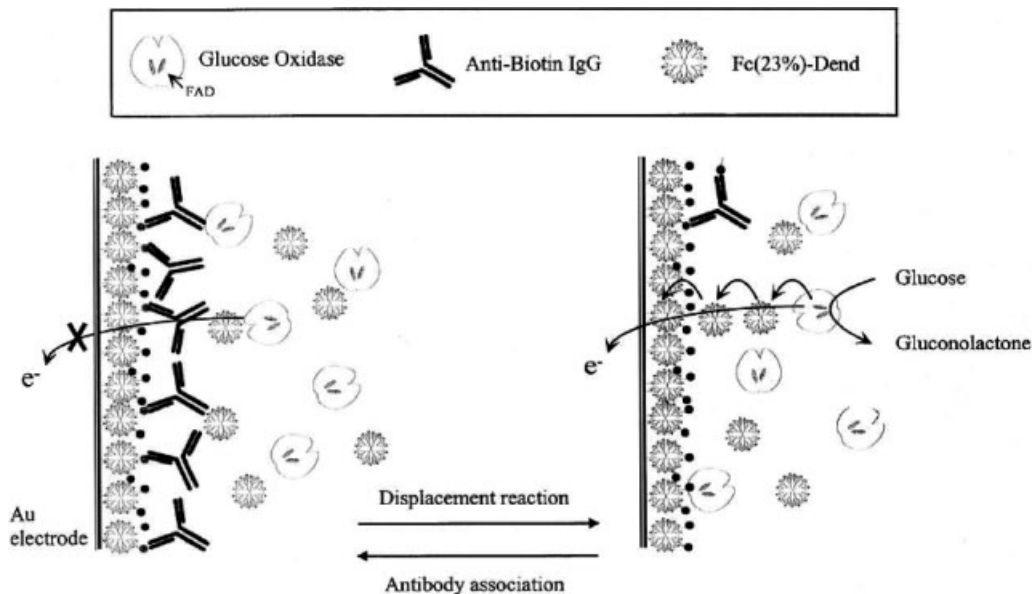 Glucose Oxidase
FAD
Anti-Biotin IgG
Fc(23%)-Dend
e-
Au
electrode
Displacement reaction
Antibody association
Glucose
Gluconolactone
e-